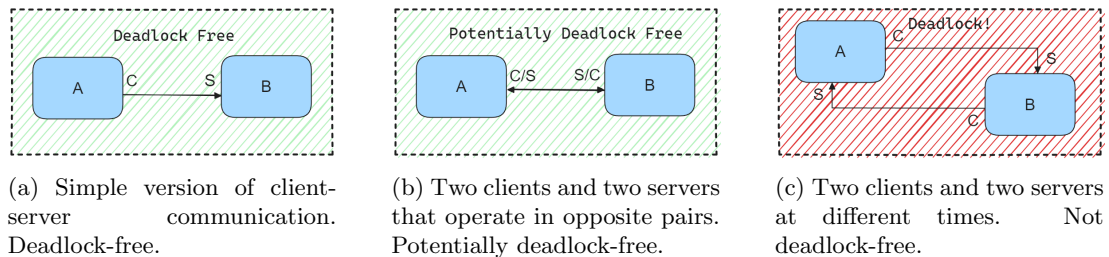 Deadlock Free
A
C
S
B
(a) Simple version of client-
server communication.
Deadlock-free.
Potentially Deadlock Free
A
C/S
S/C
B
(b) Two clients and two servers
that operate in opposite pairs.
Potentially deadlock-free.
Deadlock!
A
C
S
S
B
C
(c) Two clients and two servers
at different times. Not
deadlock-free.